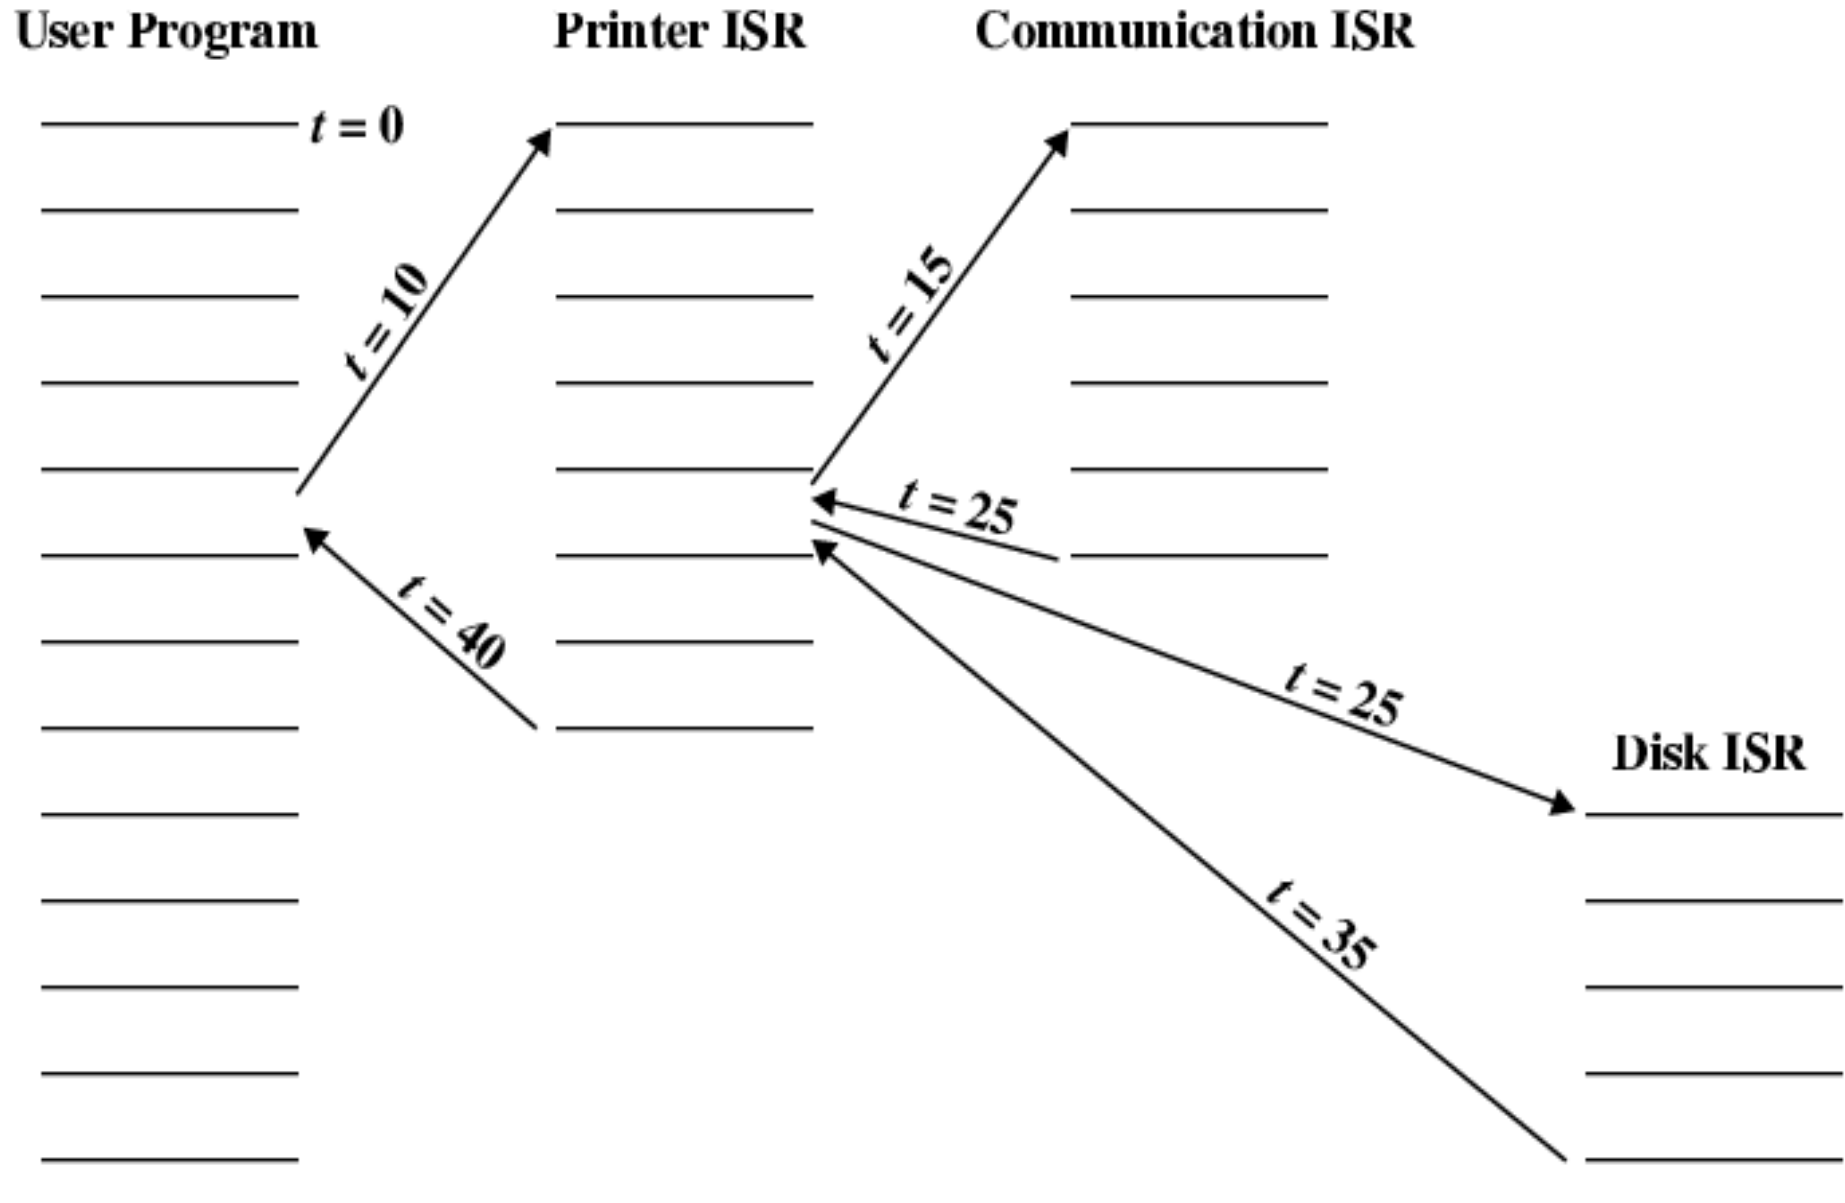 User Program
Printer ISR
Communication ISR
t = 0
t = 10
t = 15
t = 25
t = 40
t = 25
Disk ISR
t = 35